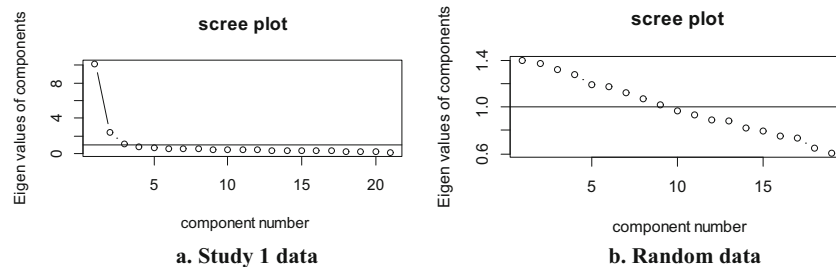 scree plot
Eigen values of components
8
4
0
5
10
15
20
component number
a. Study 1 data
scree plot
Eigen values of components
1.4
1.0
0.6
5
10
15
component number
b. Random data